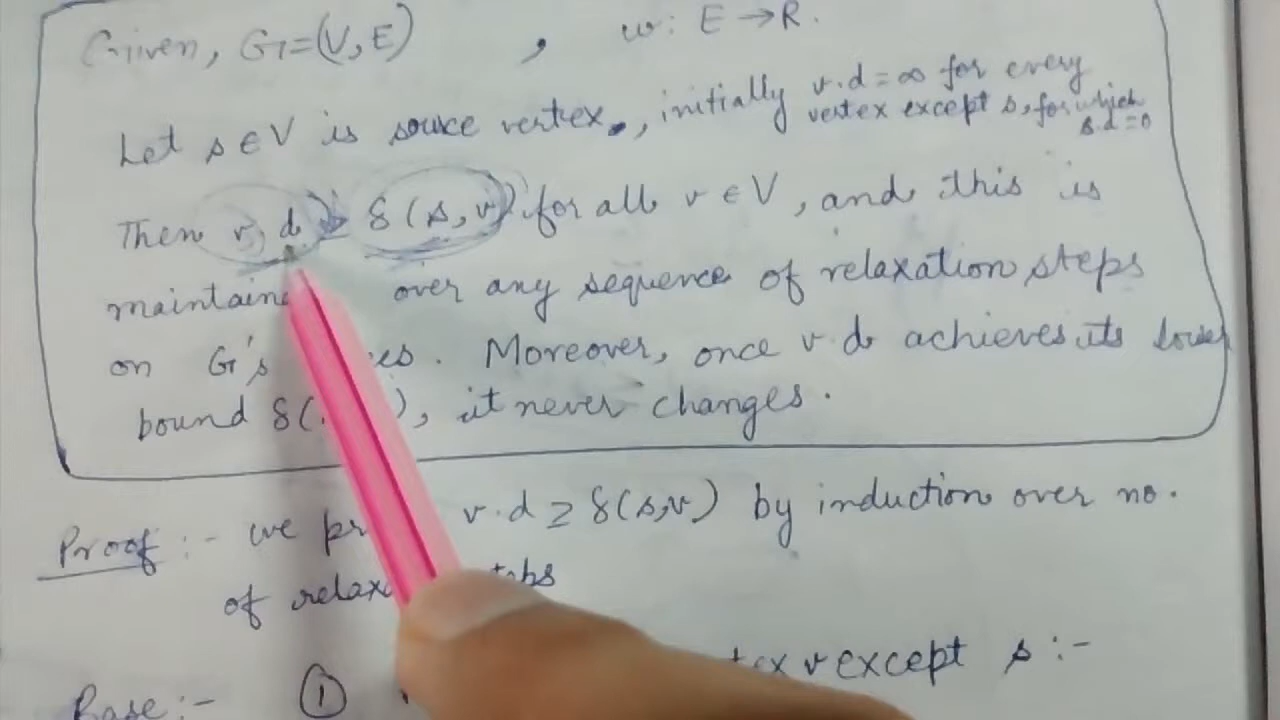 Given, G=(V,E) , w: E→R.
Let s∈V is source vertex, initially v.d=∞ for every
vertex except s, for which
s.d=0
Then v.d ≥ δ(s,v) for all v∈V, and this is
over any sequence of relaxation steps
on G's. Moreover, once v.d achieves its lower
bound δ( ), it never changes.
Proof:- we v.d ≥ δ(s,v) by induction over no.
of
v except s:-
Base:- ①